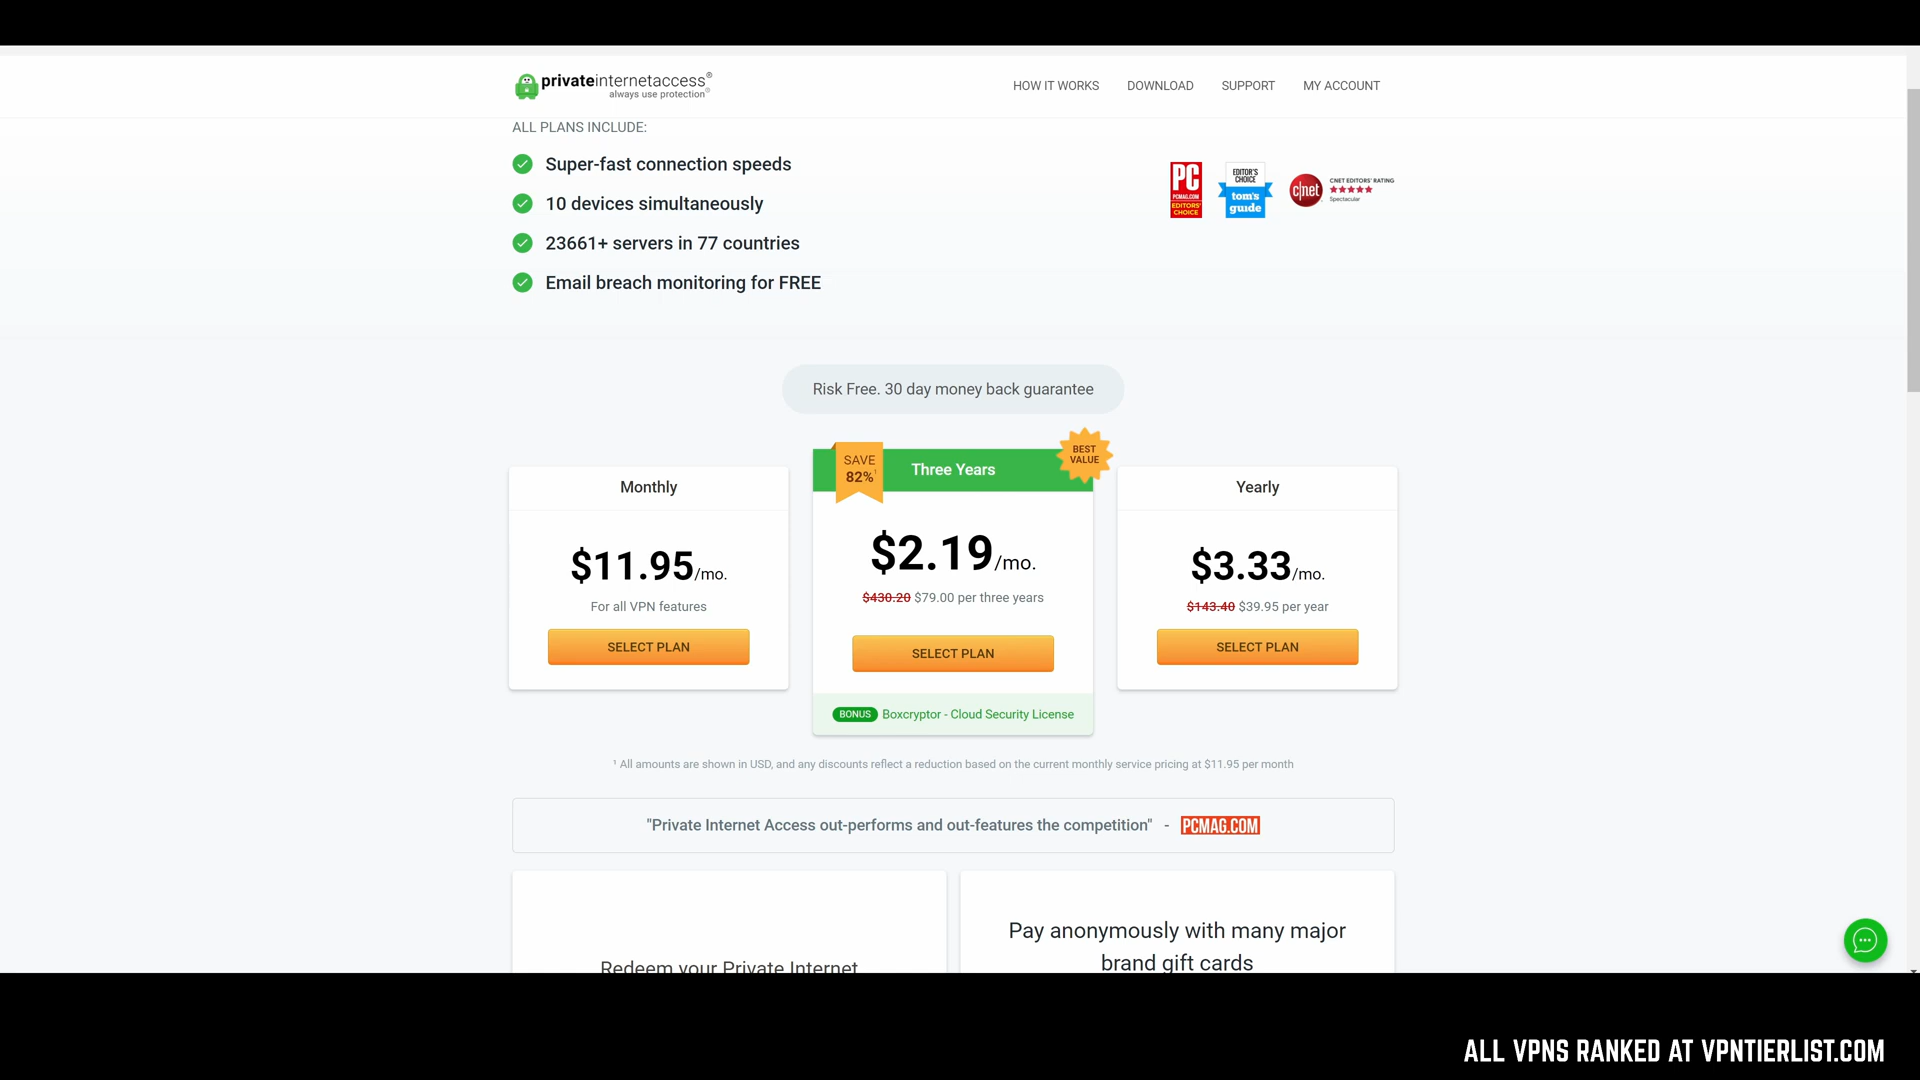 privateinternetaccess®
always use protection®
HOW IT WORKS
DOWNLOAD
SUPPORT
MY ACCOUNT
ALL PLANS INCLUDE:
Super-fast connection speeds
10 devices simultaneously
23661+ servers in 77 countries
Email breach monitoring for FREE
PC
PCMAG.COM
EDITORS'
CHOICE
EDITOR'S
CHOICE
tom's
guide
c|net
CNET EDITORS' RATING
Spectacular
Risk Free. 30 day money back guarantee
Monthly
$11.95/mo.
For all VPN features
SELECT PLAN
SAVE
82%¹
Three Years
BEST
VALUE
$2.19/mo.
$430.20 $79.00 per three years
SELECT PLAN
BONUS Boxcryptor - Cloud Security License
Yearly
$3.33/mo.
$143.40 $39.95 per year
SELECT PLAN
¹ All amounts are shown in USD, and any discounts reflect a reduction based on the current monthly service pricing at $11.95 per month
"Private Internet Access out-performs and out-features the competition" - PCMAG.COM
Redeem your Private Internet
Pay anonymously with many major
brand gift cards
ALL VPNS RANKED AT VPNTIERLIST.COM